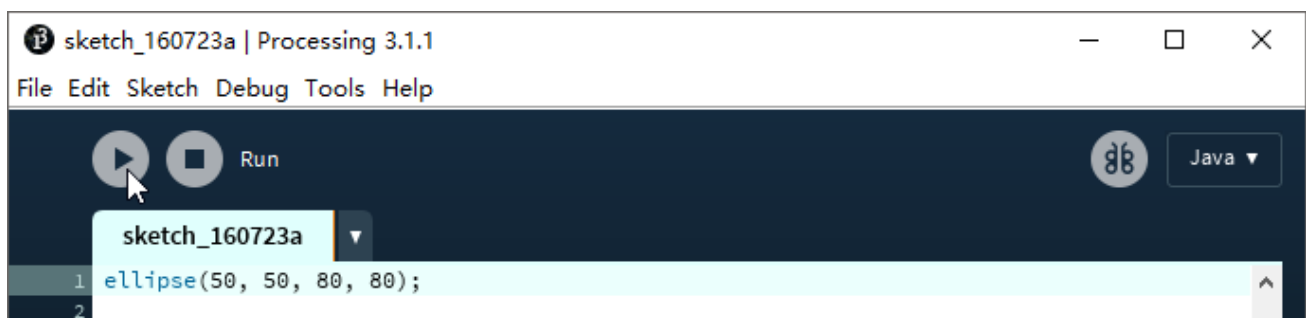 sketch_160723a | Processing 3.1.1
File Edit Sketch Debug Tools Help
Run
Java ▼
sketch_160723a ▼
1 ellipse(50, 50, 80, 80);
2